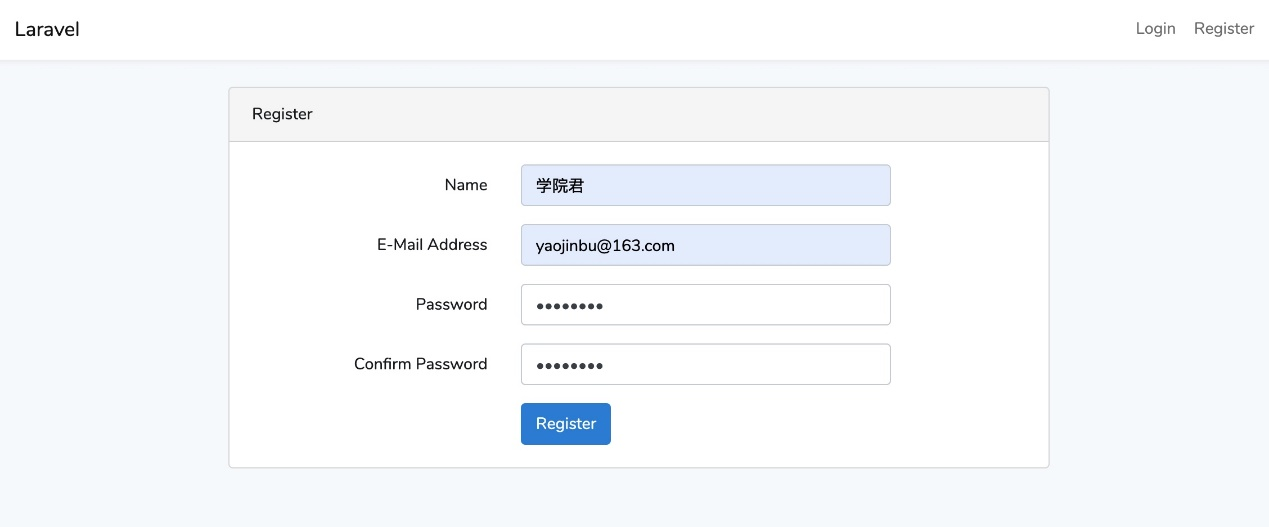 Laravel
Login Register
Register
Name 学院君
E-Mail Address yaojinbu@163.com
Password ••••••••
Confirm Password ••••••••
Register